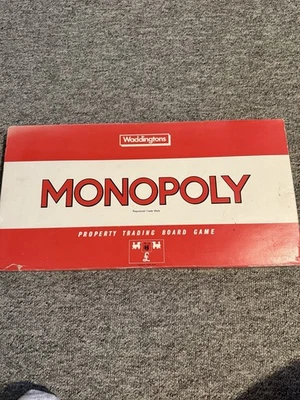 Waddingtons
MONOPOLY
Registered Trade Mark
PROPERTY TRADING BOARD GAME
£